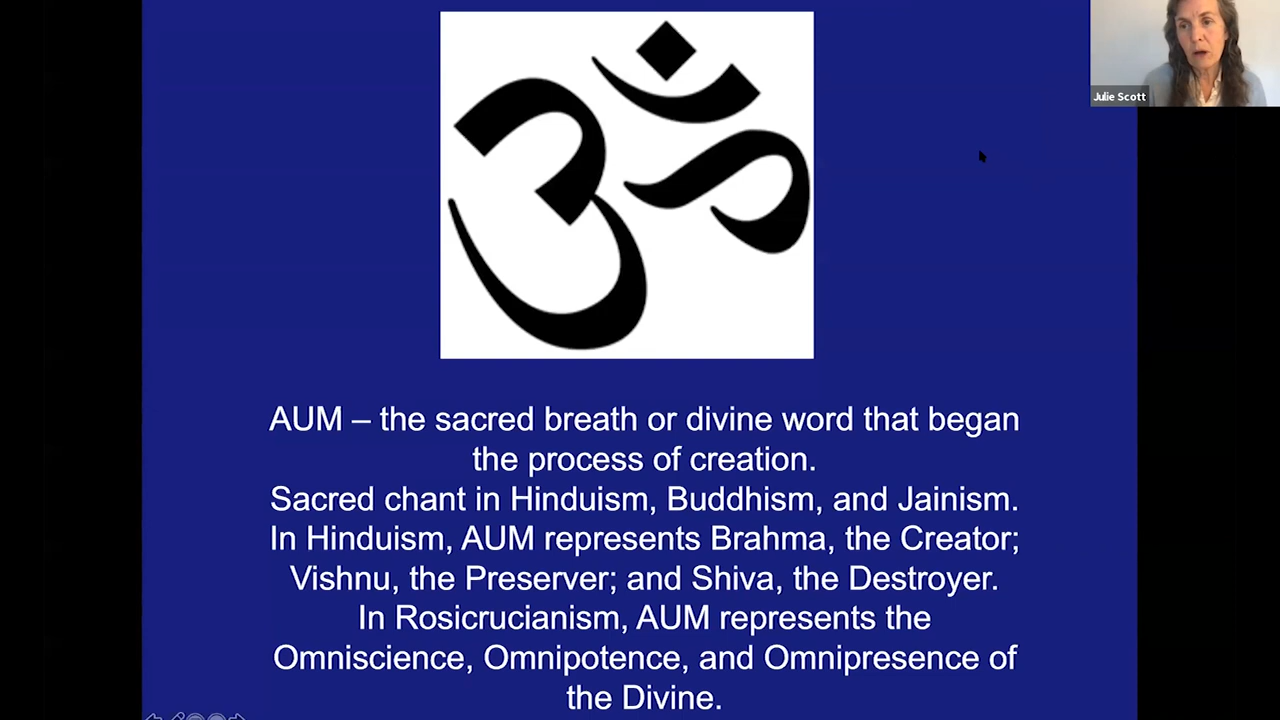 ॐ
Julie Scott
AUM – the sacred breath or divine word that began
the process of creation.
Sacred chant in Hinduism, Buddhism, and Jainism.
In Hinduism, AUM represents Brahma, the Creator;
Vishnu, the Preserver; and Shiva, the Destroyer.
In Rosicrucianism, AUM represents the
Omniscience, Omnipotence, and Omnipresence of
the Divine.